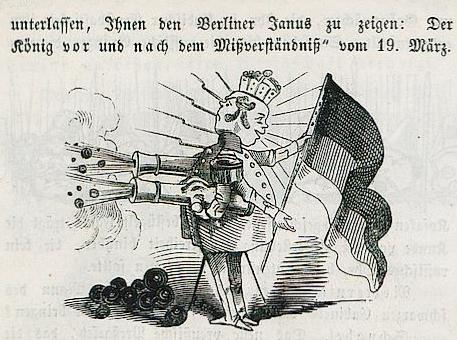 unterlassen, Ihnen den Berliner Janus zu zeigen: Der
König vor und nach dem Mißverständniß“ vom 19. März.